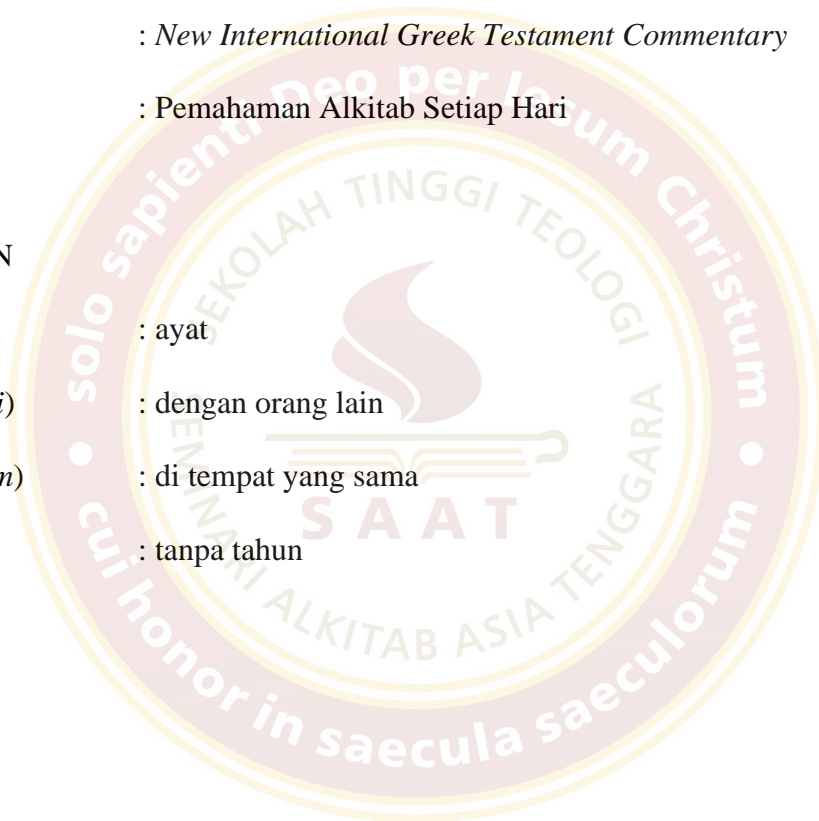 : New International Greek Testament Commentary
: Pemahaman Alkitab Setiap Hari
N
: ayat
i) : dengan orang lain
n) : di tempat yang sama
: tanpa tahun
solo sapienti Deo per Iesum Christum
cui honor in saecula saeculorum
SEKOLAH TINGGI TEOLOGI
SEMINARI ALKITAB ASIA TENGGARA
SAAT